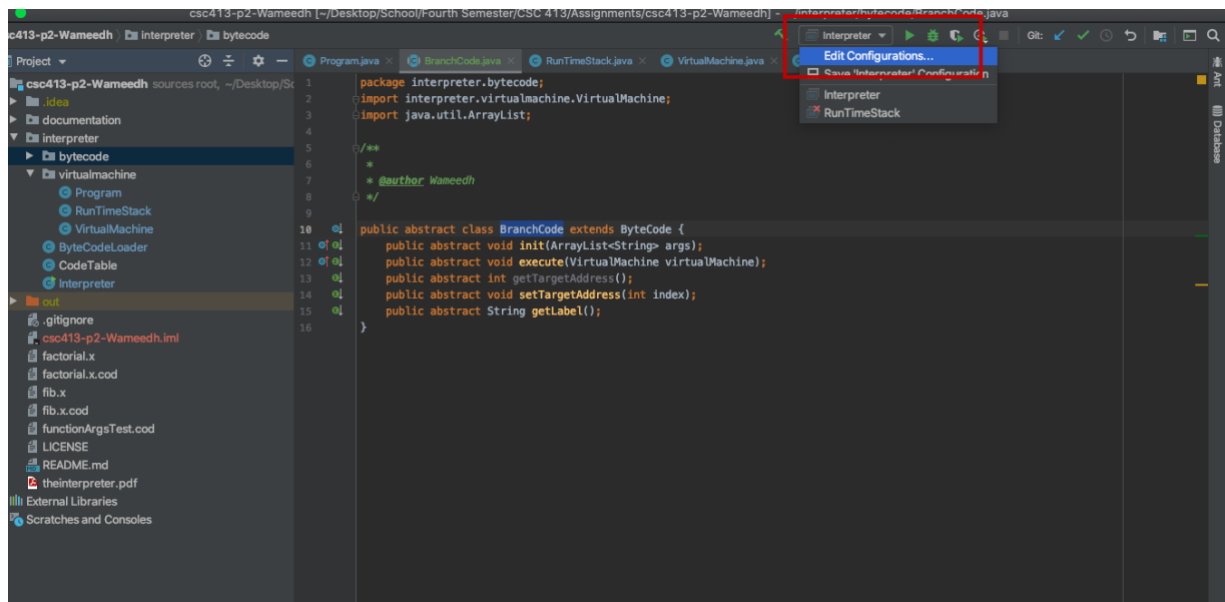 csc413-p2-Wameedh [~/Desktop/School/Fourth Semester/CSC 413/Assignments/csc413-p2-Wameedh] - .../interpreter/bytecode/BranchCode.java
sc413-p2-Wameedh interpreter bytecode
Interpreter
Git:
Project
Program.java
BranchCode.java
RunTimeStack.java
VirtualMachine.java
Edit Configurations...
Save 'Interpreter' Configuration
Interpreter
RunTimeStack
csc413-p2-Wameedh sources root, ~/Desktop/Sc
.idea
documentation
interpreter
bytecode
virtualmachine
Program
RunTimeStack
VirtualMachine
ByteCodeLoader
CodeTable
Interpreter
out
.gitignore
csc413-p2-Wameedh.iml
factorial.x
factorial.x.cod
fib.x
fib.x.cod
functionArgsTest.cod
LICENSE
README.md
theinterpreter.pdf
External Libraries
Scratches and Consoles
1 package interpreter.bytecode;
2 import interpreter.virtualmachine.VirtualMachine;
3 import java.util.ArrayList;
4
5 /**
6 *
7 * @author Wameedh
8 */
9
10 public abstract class BranchCode extends ByteCode {
11 public abstract void init(ArrayList<String> args);
12 public abstract void execute(VirtualMachine virtualMachine);
13 public abstract int getTargetAddress();
14 public abstract void setTargetAddress(int index);
15 public abstract String getLabel();
16 }
Ant
Database